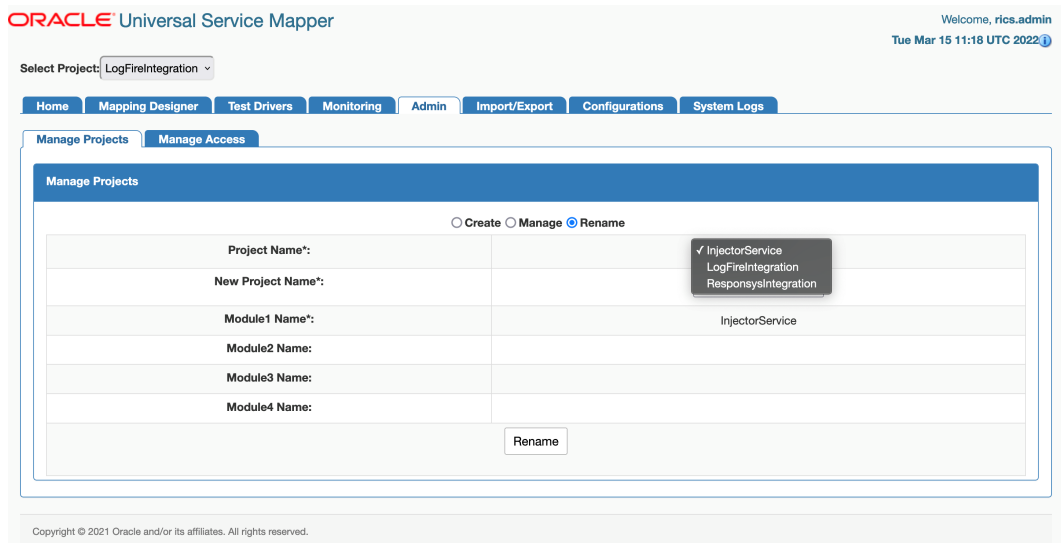 ORACLE Universal Service Mapper
Welcome, rics.admin
Tue Mar 15 11:18 UTC 2022
Select Project: LogFireIntegration
Home Mapping Designer Test Drivers Monitoring Admin Import/Export Configurations System Logs
Manage Projects Manage Access
Manage Projects
Create Manage Rename
Project Name*: ✓ InjectorService
LogFireIntegration
ResponsysIntegration
New Project Name*:
Module1 Name*: InjectorService
Module2 Name:
Module3 Name:
Module4 Name:
Rename
Copyright © 2021 Oracle and/or its affiliates. All rights reserved.